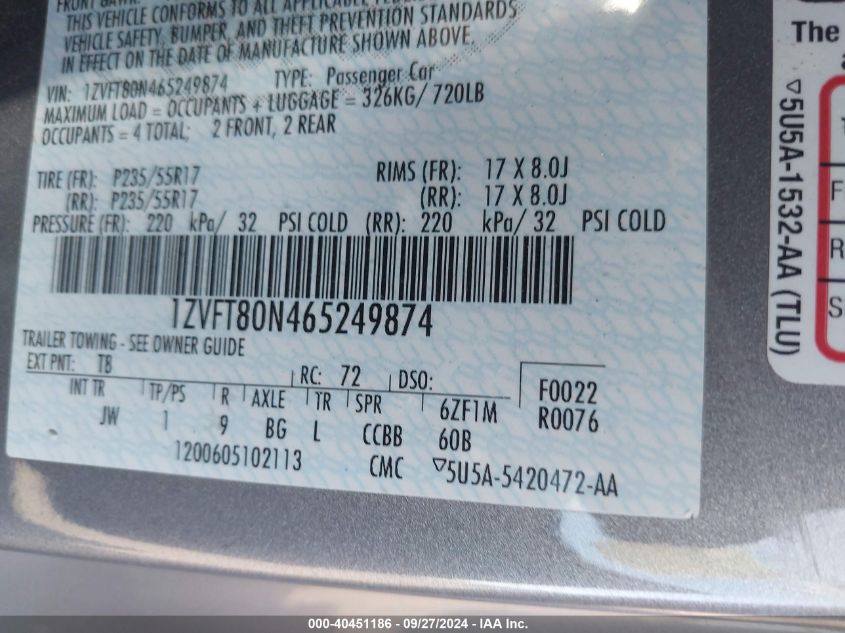 THIS VEHICLE CONFORMS TO ALL APPLICABLE
VEHICLE SAFETY, BUMPER, AND THEFT PREVENTION STANDARDS
IN EFFECT ON THE DATE OF MANUFACTURE SHOWN ABOVE.
VIN: 1ZVFT80N465249874 TYPE: Passenger Car
MAXIMUM LOAD = OCCUPANTS + LUGGAGE = 326KG/ 720LB
OCCUPANTS = 4 TOTAL; 2 FRONT, 2 REAR
TIRE (FR): P235/55R17 RIMS (FR): 17 X 8.0J
(RR): P235/55R17 (RR): 17 X 8.0J
PRESSURE (FR): 220 kPa/ 32 PSI COLD (RR): 220 kPa/ 32 PSI COLD
1ZVFT80N465249874
TRAILER TOWING - SEE OWNER GUIDE
EXT PNT: T8 RC: 72 DSO: F0022
INT TR TP/PS R AXLE TR SPR 6ZF1M R0076
JW 1 9 BG L CCBB 60B
1200605102113 CMC ▽5U5A-5420472-AA
▽5U5A-1532-AA (TLU)
The
F
R
S
000-40451186 - 09/27/2024 - IAA Inc.